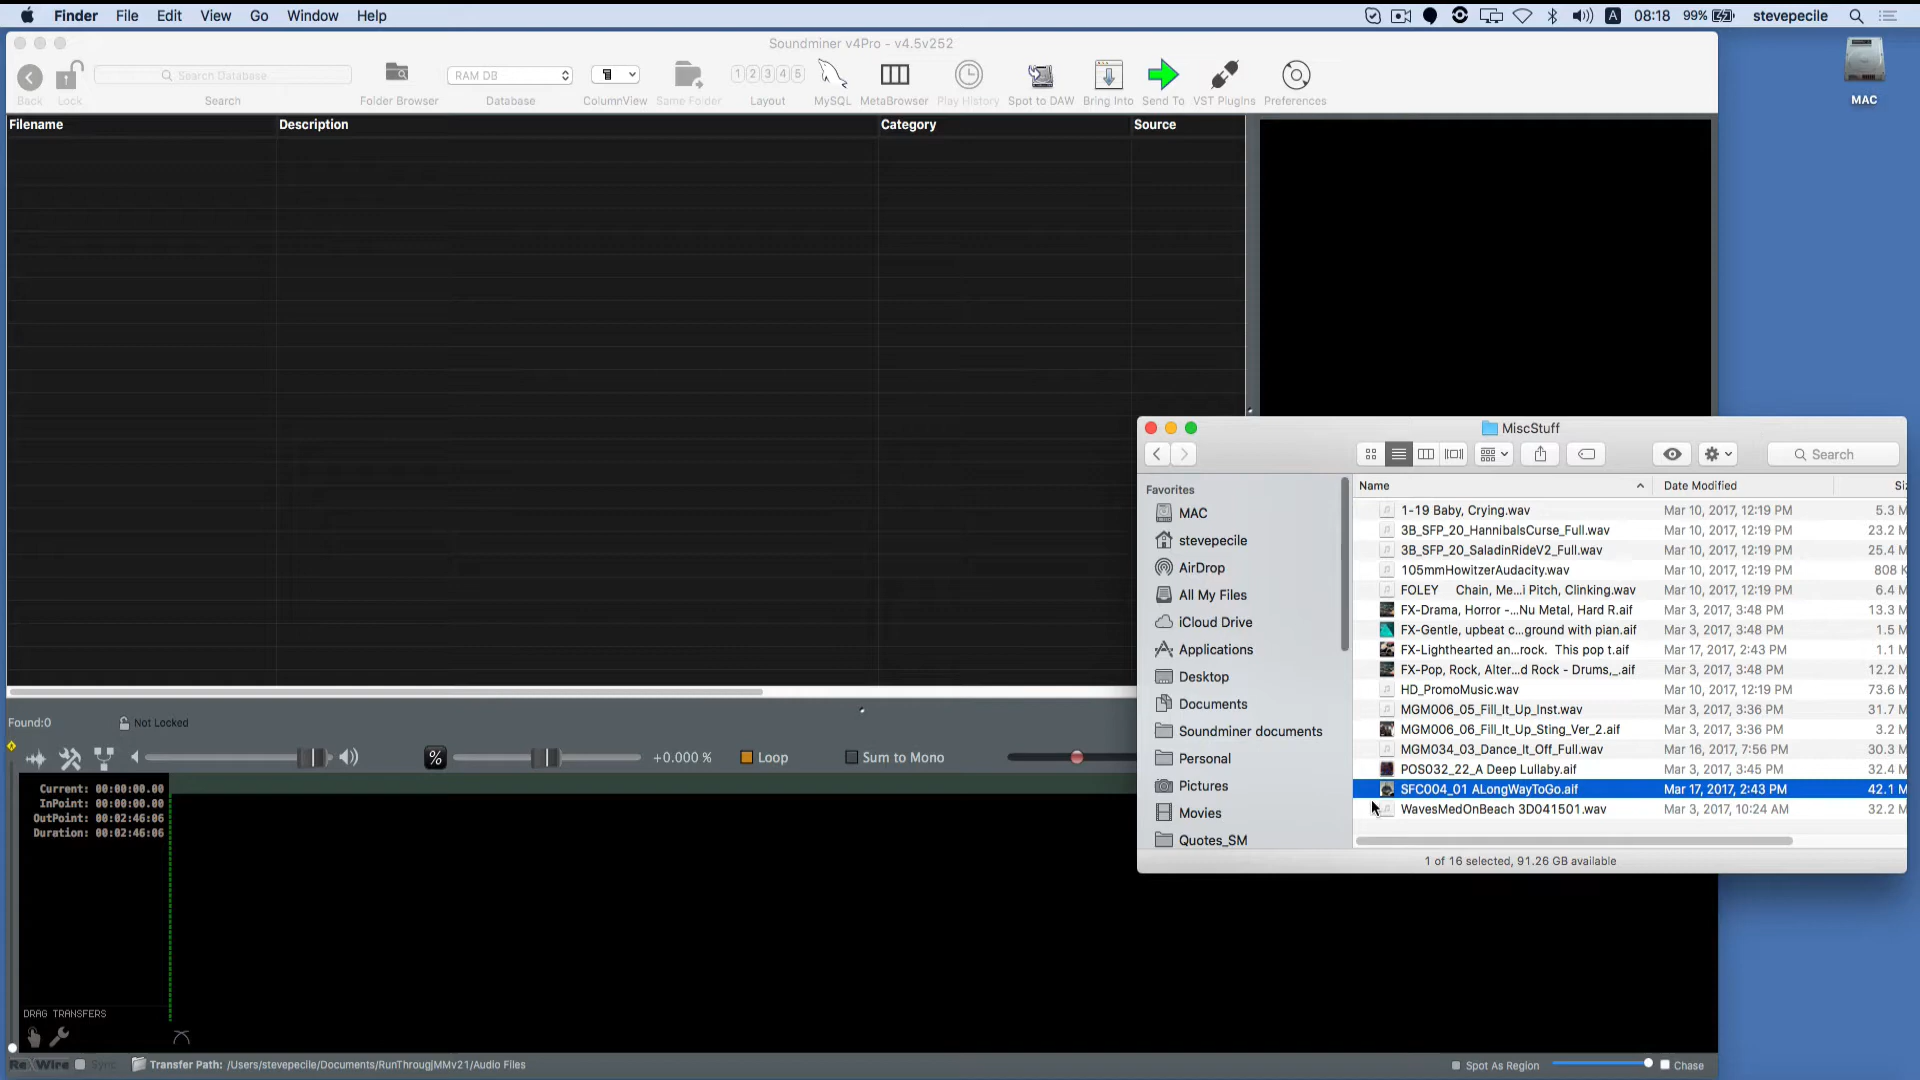 Finder File Edit View Go Window Help A 08:18 99% stevepecile
Soundminer v4Pro - v4.5v252
Search Database RAM DB 1 2 3 4 5
Back Lock Search Folder Browser Database ColumnView Same Folder Layout MySQL MetaBrowser Play History Spot to DAW Bring Into Send To VST PlugIns Preferences
MAC
Filename Description Category Source
MiscStuff
Search
Favorites
MAC
stevepecile
AirDrop
All My Files
iCloud Drive
Applications
Desktop
Documents
Soundminer documents
Personal
Pictures
Movies
Quotes_SM
Name Date Modified Si
1-19 Baby, Crying.wav Mar 10, 2017, 12:19 PM 5.3 M
3B_SFP_20_HannibalsCurse_Full.wav Mar 10, 2017, 12:19 PM 23.2 M
3B_SFP_20_SaladinRideV2_Full.wav Mar 10, 2017, 12:19 PM 25.4 M
105mmHowitzerAudacity.wav Mar 10, 2017, 12:19 PM 808 K
FOLEY Chain, Me...i Pitch, Clinking.wav Mar 10, 2017, 12:19 PM 6.4 M
FX-Drama, Horror -...Nu Metal, Hard R.aif Mar 3, 2017, 3:48 PM 13.3 M
FX-Gentle, upbeat c...ground with pian.aif Mar 3, 2017, 3:48 PM 1.5 M
FX-Lighthearted an...rock. This pop t.aif Mar 17, 2017, 2:43 PM 1.1 M
FX-Pop, Rock, Alter...d Rock - Drums,_.aif Mar 3, 2017, 3:48 PM 12.2 M
HD_PromoMusic.wav Mar 10, 2017, 12:19 PM 73.6 M
MGM006_05_Fill_It_Up_Inst.wav Mar 3, 2017, 3:36 PM 31.7 M
MGM006_06_Fill_It_Up_Sting_Ver_2.aif Mar 3, 2017, 3:36 PM 3.2 M
MGM034_03_Dance_It_Off_Full.wav Mar 16, 2017, 7:56 PM 30.3 M
POS032_22_A Deep Lullaby.aif Mar 3, 2017, 3:45 PM 32.4 M
SFC004_01 ALongWayToGo.aif Mar 17, 2017, 2:43 PM 42.1 M
WavesMedOnBeach 3D041501.wav Mar 3, 2017, 10:24 AM 32.2 M
1 of 16 selected, 91.26 GB available
Found:0 Not Locked
% +0.000 % Loop Sum to Mono
Current: 00:00:00.00
InPoint: 00:00:00.00
OutPoint: 00:02:46:06
Duration: 00:02:46:06
DRAG TRANSFERS
ReWire Sync Transfer Path: /Users/stevepecile/Documents/RunThroug|MMv21/Audio Files Spot As Region Chase